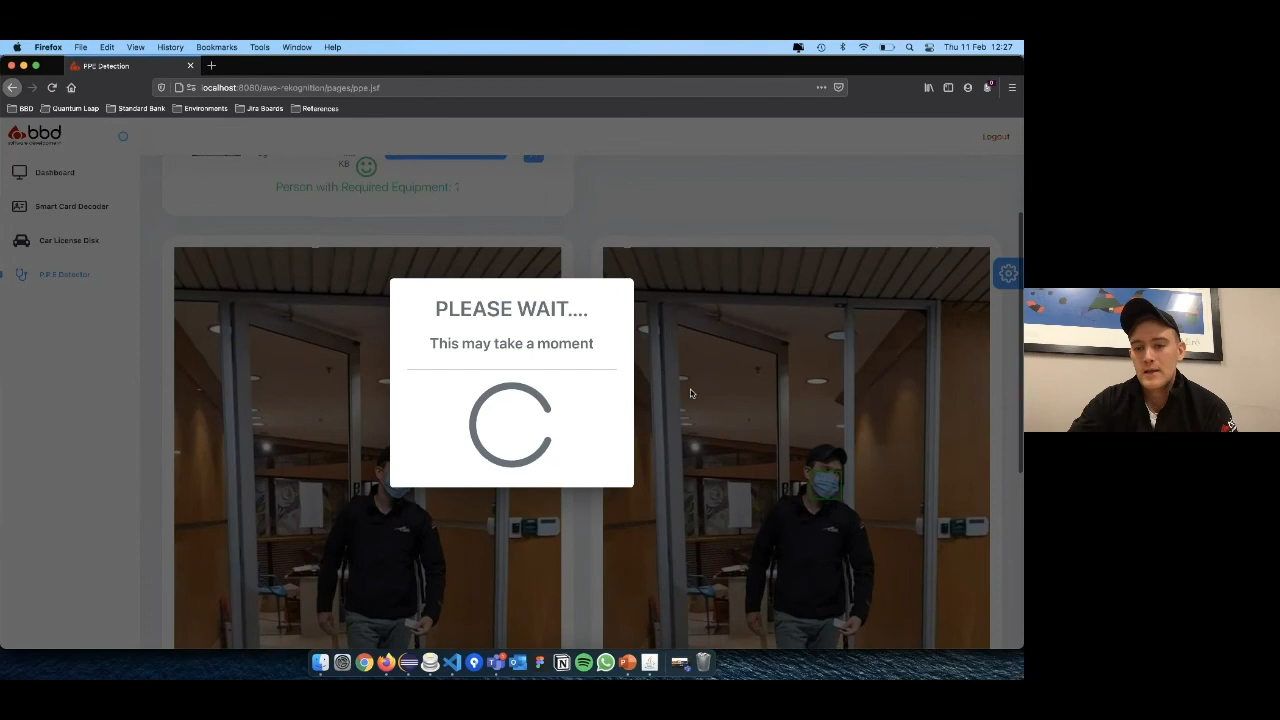 Firefox File Edit View History Bookmarks Tools Window Help Thu 11 Feb 12:27
PPE Detection
localhost:8080/aws-rekognition/pages/ppe.jsf
BBD Quantum Leap Standard Bank Environments Jira Boards References
bbd
software development
Logout
Dashboard
Smart Card Decoder
Car License Disk
P.P.E Detector
KB
Person with Required Equipment: 1
PLEASE WAIT....
This may take a moment